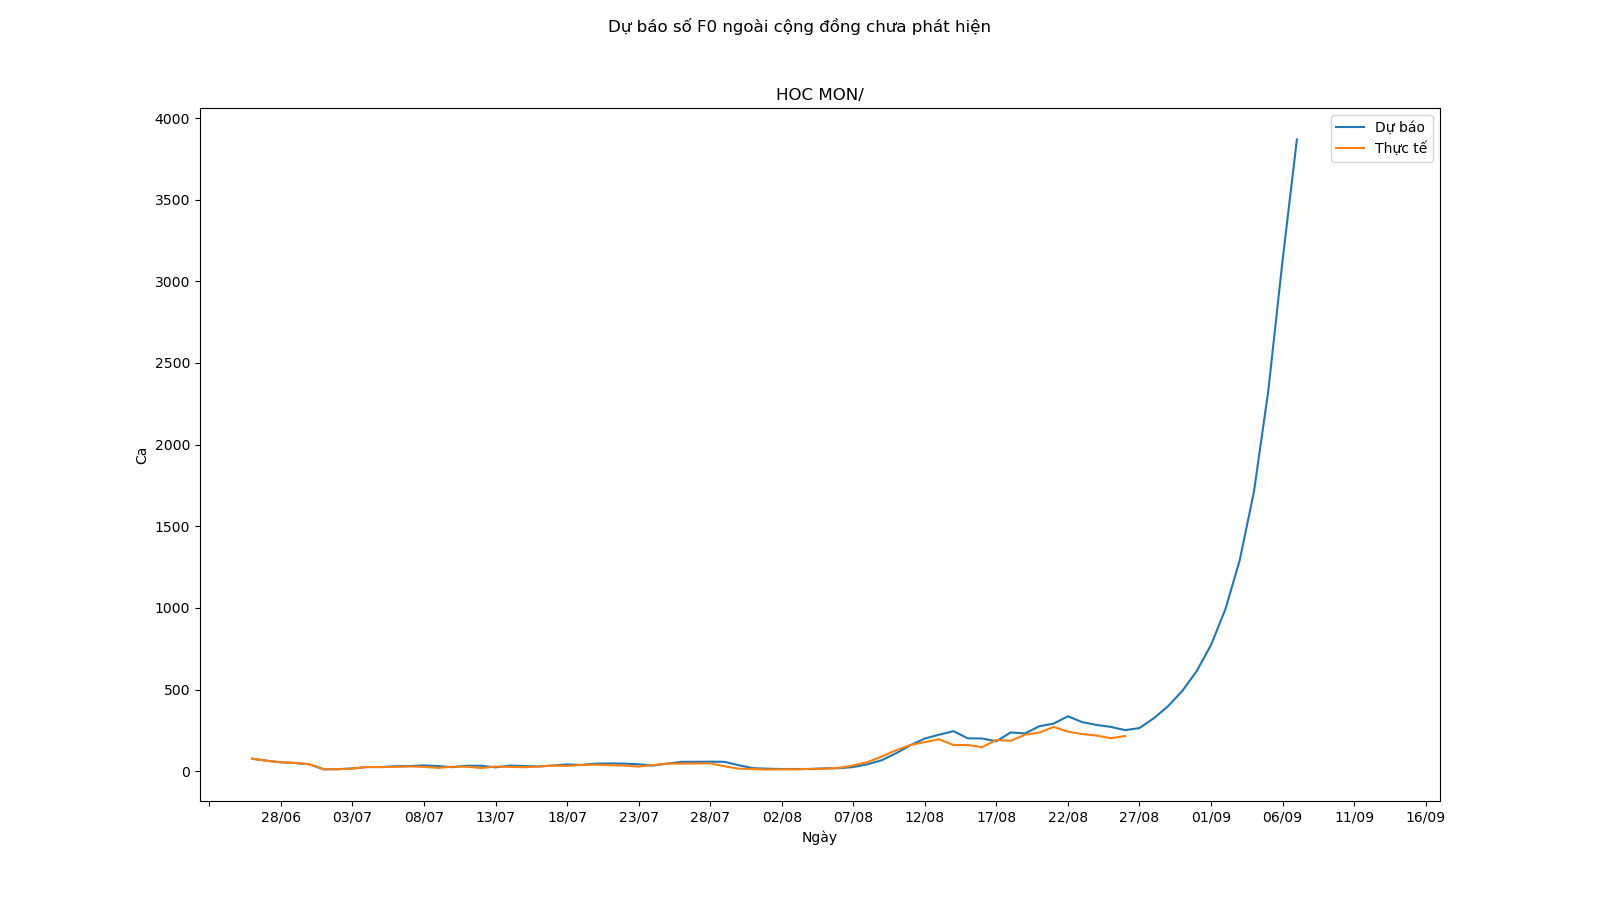 Dự báo số F0 ngoài cộng đồng chưa phát hiện
HOC MON/
Dự báo
Thực tế
4000
3500
3000
2500
2000
1500
1000
500
0
Ca
28/06 03/07 08/07 13/07 18/07 23/07 28/07 02/08 07/08 12/08 17/08 22/08 27/08 01/09 06/09 11/09 16/09
Ngày